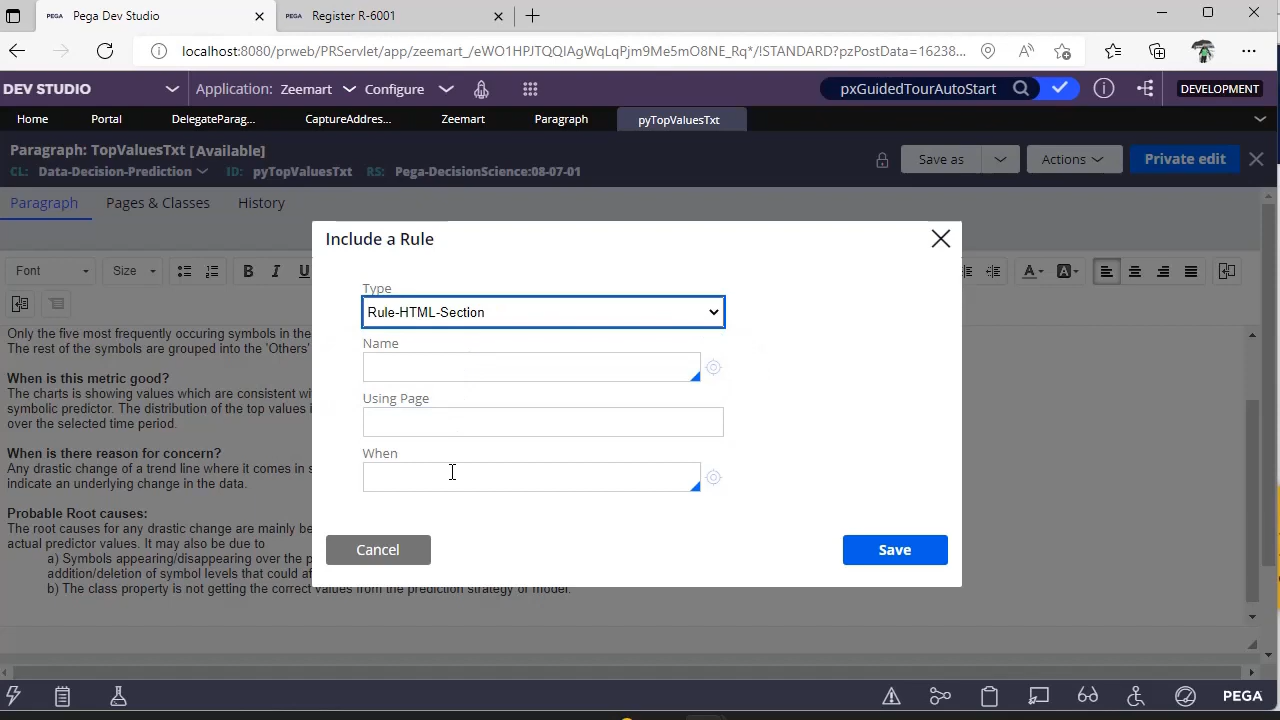 Pega Dev Studio
Register R-6001
localhost:8080/prweb/PRServlet/app/zeemart_/eWO1HPJTQQIAgWqLqPjm9Me5mO8NE_Rq*/!STANDARD?pzPostData=16238...
DEV STUDIO
Application: Zeemart
Configure
pxGuidedTourAutoStart
DEVELOPMENT
Home
Portal
DelegateParag...
CaptureAddres...
Zeemart
Paragraph
pyTopValuesTxt
Paragraph: TopValuesTxt [Available]
CL: Data-Decision-Prediction
ID: pyTopValuesTxt
RS: Pega-DecisionScience:08-07-01
Save as
Actions
Private edit
Paragraph
Pages & Classes
History
Font
Size
B
I
U
A
A
Only the five most frequently occuring symbols in the
The rest of the symbols are grouped into the 'Others'
When is this metric good?
The charts is showing values which are consistent wi
symbolic predictor. The distribution of the top values i
over the selected time period.
When is there reason for concern?
Any drastic change of a trend line where it comes in s
indicate an underlying change in the data.
Probable Root causes:
The root causes for any drastic change are mainly be
actual predictor values. It may also be due to
a) Symbols appearing/disappearing over the p
addition/deletion of symbol levels that could af
b) The class property is not getting the correct values from the prediction strategy or model.
Include a Rule
Type
Rule-HTML-Section
Name
Using Page
When
Cancel
Save
PEGA